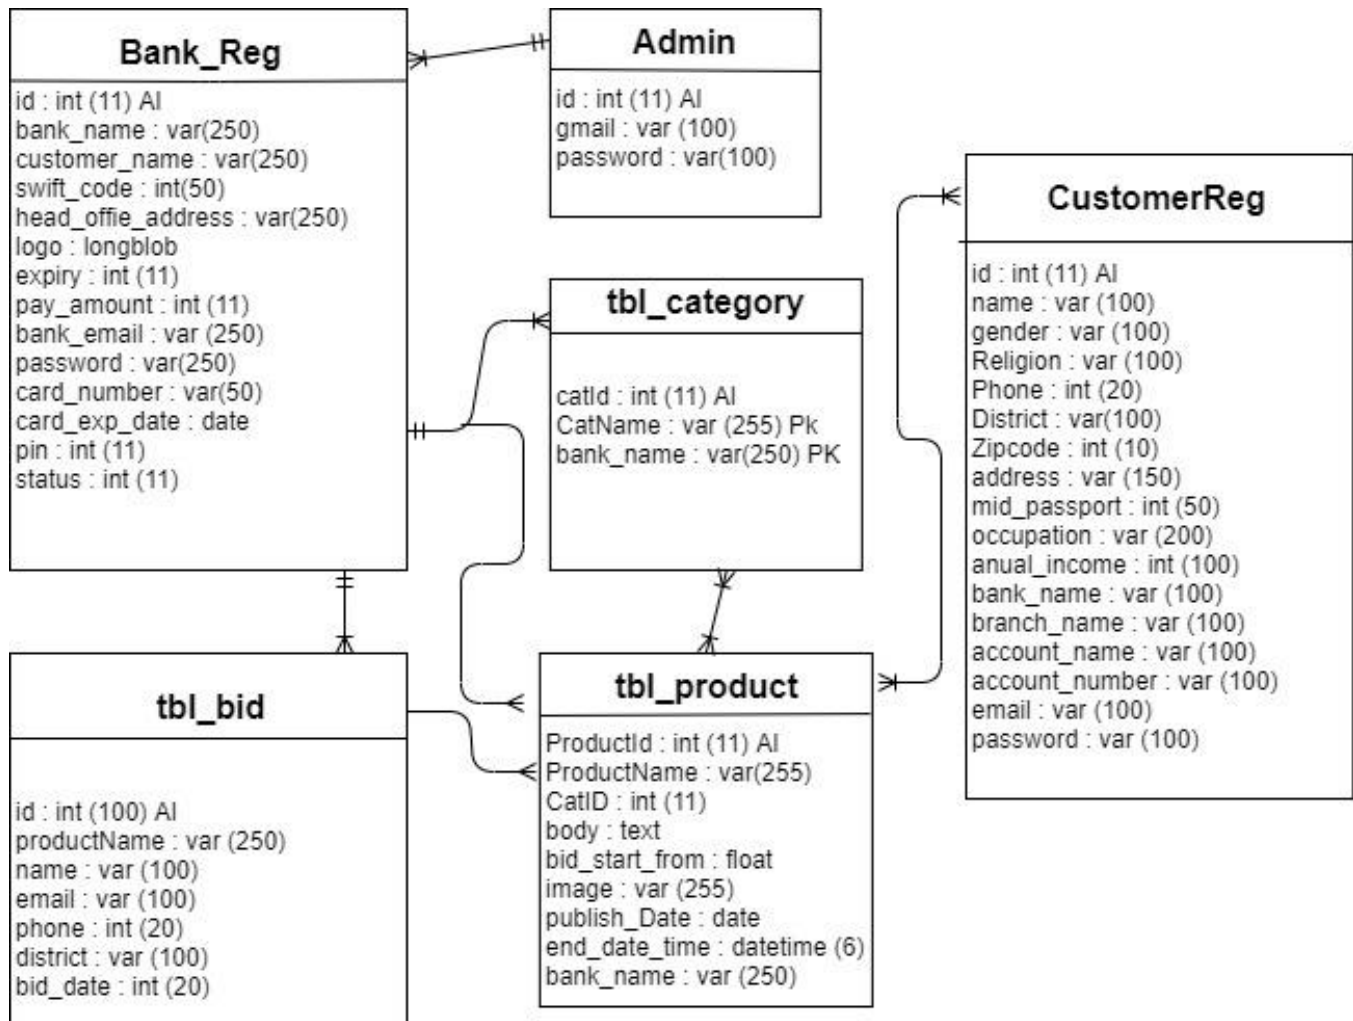 Bank_Reg
id : int (11) AI
bank_name : var(250)
customer_name : var(250)
swift_code : int(50)
head_offie_address : var(250)
logo : longblob
expiry : int (11)
pay_amount : int (11)
bank_email : var (250)
password : var(250)
card_number : var(50)
card_exp_date : date
pin : int (11)
status : int (11)
Admin
id : int (11) AI
gmail : var (100)
password : var(100)
tbl_category
catId : int (11) AI
CatName : var (255) Pk
bank_name : var(250) PK
CustomerReg
id : int (11) AI
name : var (100)
gender : var (100)
Religion : var (100)
Phone : int (20)
District : var(100)
Zipcode : int (10)
address : var (150)
mid_passport : int (50)
occupation : var (200)
anual_income : int (100)
bank_name : var (100)
branch_name : var (100)
account_name : var (100)
account_number : var (100)
email : var (100)
password : var (100)
tbl_bid
id : int (100) AI
productName : var (250)
name : var (100)
email : var (100)
phone : int (20)
district : var (100)
bid_date : int (20)
tbl_product
ProductId : int (11) AI
ProductName : var(255)
CatID : int (11)
body : text
bid_start_from : float
image : var (255)
publish_Date : date
end_date_time : datetime (6)
bank_name : var (250)